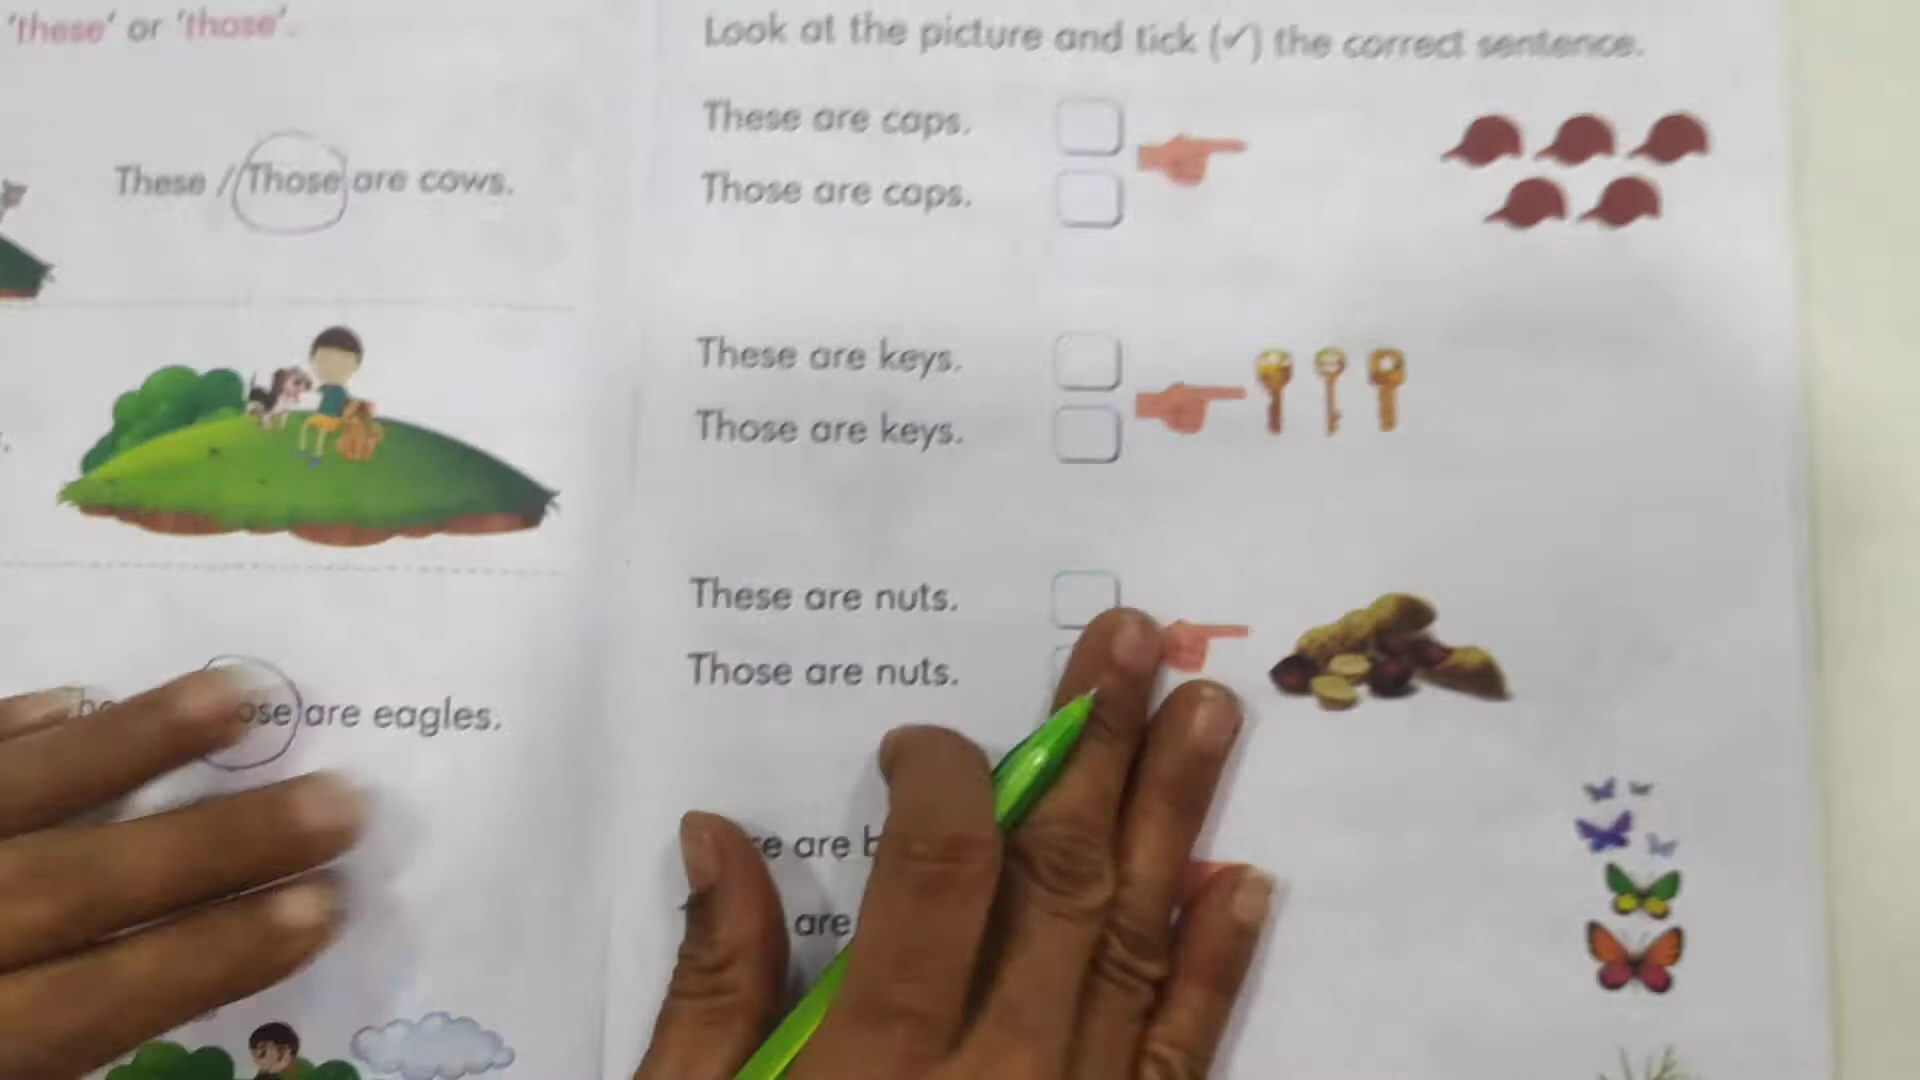 'these' or 'those'.
These / Those are cows.
are eagles.
Look at the picture and tick (✓) the correct sentence.
These are caps.
Those are caps.
These are keys.
Those are keys.
These are nuts.
Those are nuts.
are
are